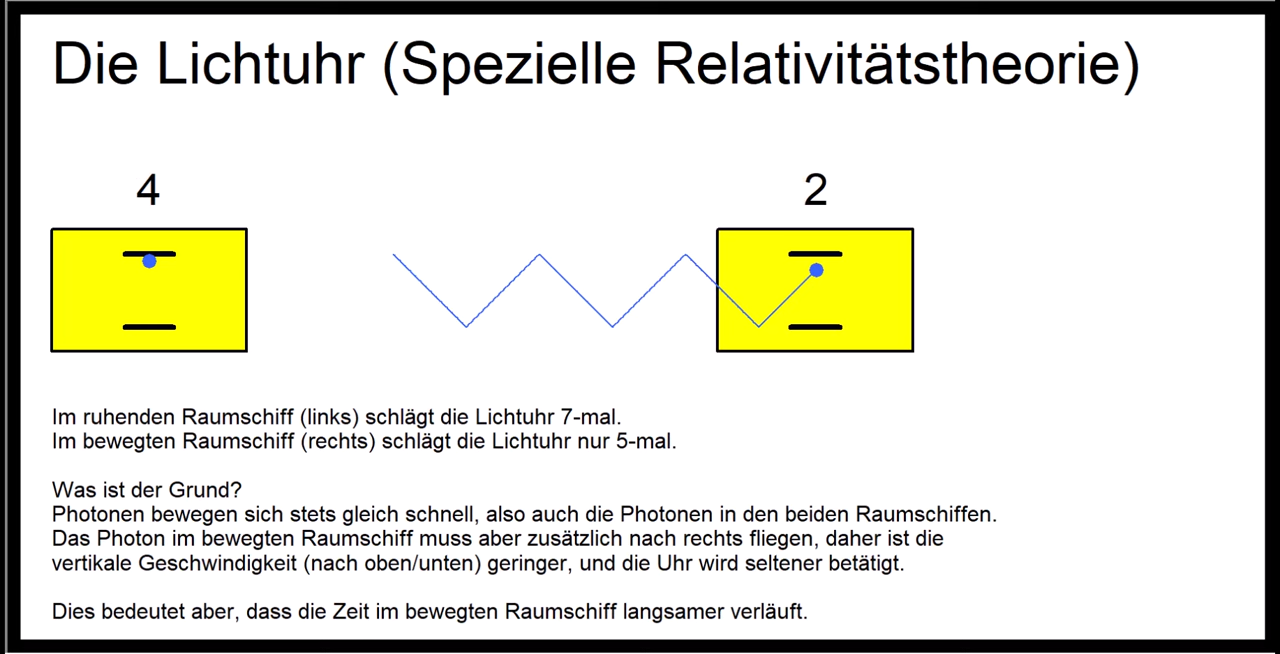 Die Lichtuhr (Spezielle Relativitätstheorie)
4
2
Im ruhenden Raumschiff (links) schlägt die Lichtuhr 7-mal.
Im bewegten Raumschiff (rechts) schlägt die Lichtuhr nur 5-mal.
Was ist der Grund?
Photonen bewegen sich stets gleich schnell, also auch die Photonen in den beiden Raumschiffen.
Das Photon im bewegten Raumschiff muss aber zusätzlich nach rechts fliegen, daher ist die
vertikale Geschwindigkeit (nach oben/unten) geringer, und die Uhr wird seltener betätigt.
Dies bedeutet aber, dass die Zeit im bewegten Raumschiff langsamer verläuft.